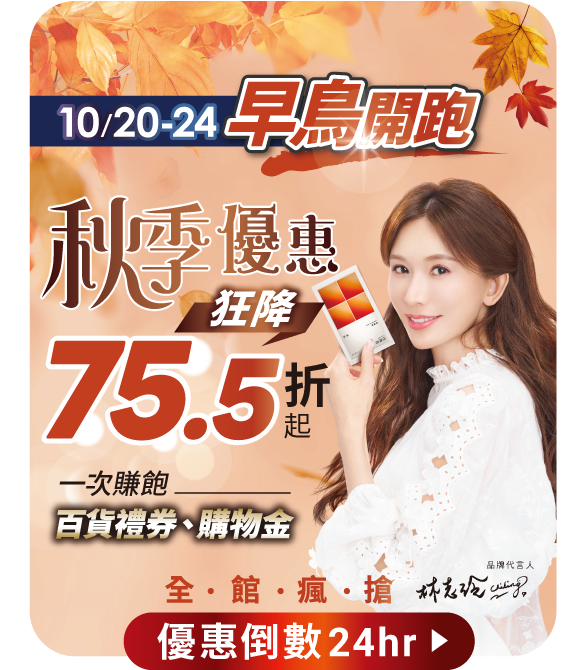 10/20-24 早鳥開跑
秋季優惠
狂降
75.5折起
一次賺飽
百貨禮券、購物金
品牌代言人
全・館・瘋・搶
林志玲
優惠倒數24hr